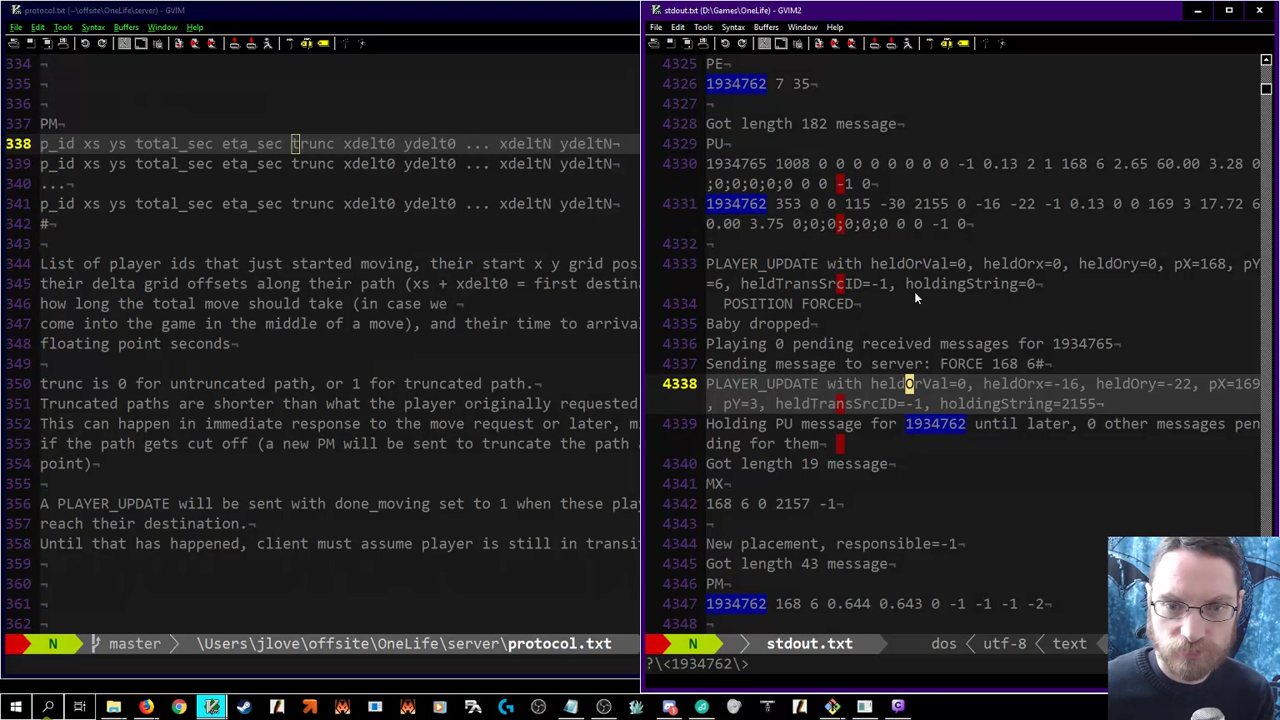 protocol.txt (~\offsite\OneLife\server) - GVIM
File Edit Tools Syntax Buffers Window Help
334 ¬
335 ¬
336 ¬
337 PM¬
338 p_id xs ys total_sec eta_sec trunc xdelt0 ydelt0 ... xdeltN ydeltN¬
339 p_id xs ys total_sec eta_sec trunc xdelt0 ydelt0 ... xdeltN ydeltN¬
340 ...¬
341 p_id xs ys total_sec eta_sec trunc xdelt0 ydelt0 ... xdeltN ydeltN¬
342 #¬
343 ¬
344 List of player ids that just started moving, their start x y grid pos
345 their delta grid offsets along their path (xs + xdelt0 = first destina
346 how long the total move should take (in case we ¬
347 come into the game in the middle of a move), and their time to arriva
348 floating point seconds¬
349 ¬
350 trunc is 0 for untruncated path, or 1 for truncated path.¬
351 Truncated paths are shorter than what the player originally requested
352 This can happen in immediate response to the move request or later, mi
353 if the path gets cut off (a new PM will be sent to truncate the path a
354 point)¬
355 ¬
356 A PLAYER_UPDATE will be sent with done_moving set to 1 when these play
357 reach their destination.¬
358 Until that has happened, client must assume player is still in transi
359 ¬
360 ¬
361 ¬
362 ¬
N master \Users\jlove\offsite\OneLife\server\protocol.txt
stdout.txt (D:\Games\OneLife) - GVIM2
File Edit Tools Syntax Buffers Window Help
4325 PE¬
4326 1934762 7 35¬
4327 ¬
4328 Got length 182 message¬
4329 PU¬
4330 1934765 1008 0 0 0 0 0 0 0 0 -1 0.13 2 1 168 6 2.65 60.00 3.28 0
;0;0;0;0;0 0 0 -1 0¬
4331 1934762 353 0 0 115 -30 2155 0 -16 -22 -1 0.13 0 0 169 3 17.72 6
0.00 3.75 0;0;0;0;0;0 0 0 -1 0¬
4332 ¬
4333 PLAYER_UPDATE with heldOrVal=0, heldOrx=0, heldOry=0, pX=168, pY
=6, heldTransSrcID=-1, holdingString=0¬
4334 POSITION FORCED¬
4335 Baby dropped¬
4336 Playing 0 pending received messages for 1934765¬
4337 Sending message to server: FORCE 168 6#¬
4338 PLAYER_UPDATE with heldOrVal=0, heldOrx=-16, heldOry=-22, pX=169
, pY=3, heldTransSrcID=-1, holdingString=2155¬
4339 Holding PU message for 1934762 until later, 0 other messages pen
ding for them¬
4340 Got length 19 message¬
4341 MX¬
4342 168 6 0 2157 -1¬
4343 ¬
4344 New placement, responsible=-1¬
4345 Got length 43 message¬
4346 PM¬
4347 1934762 168 6 0.644 0.643 0 -1 -1 -1 -2¬
4348 ¬
N stdout.txt dos utf-8 text
?\<1934762\>